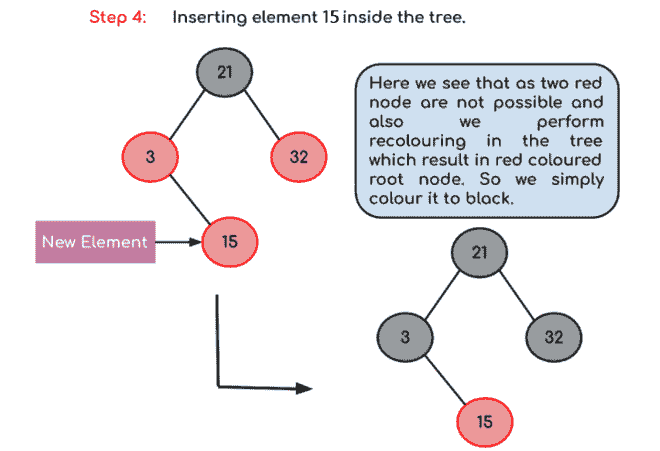 Step 4: Inserting element 15 inside the tree.
21
3
32
New Element
15
Here we see that as two red
node are not possible and
also we perform
recolouring in the tree
which result in red coloured
root node. So we simply
colour it to black.
21
3
32
15